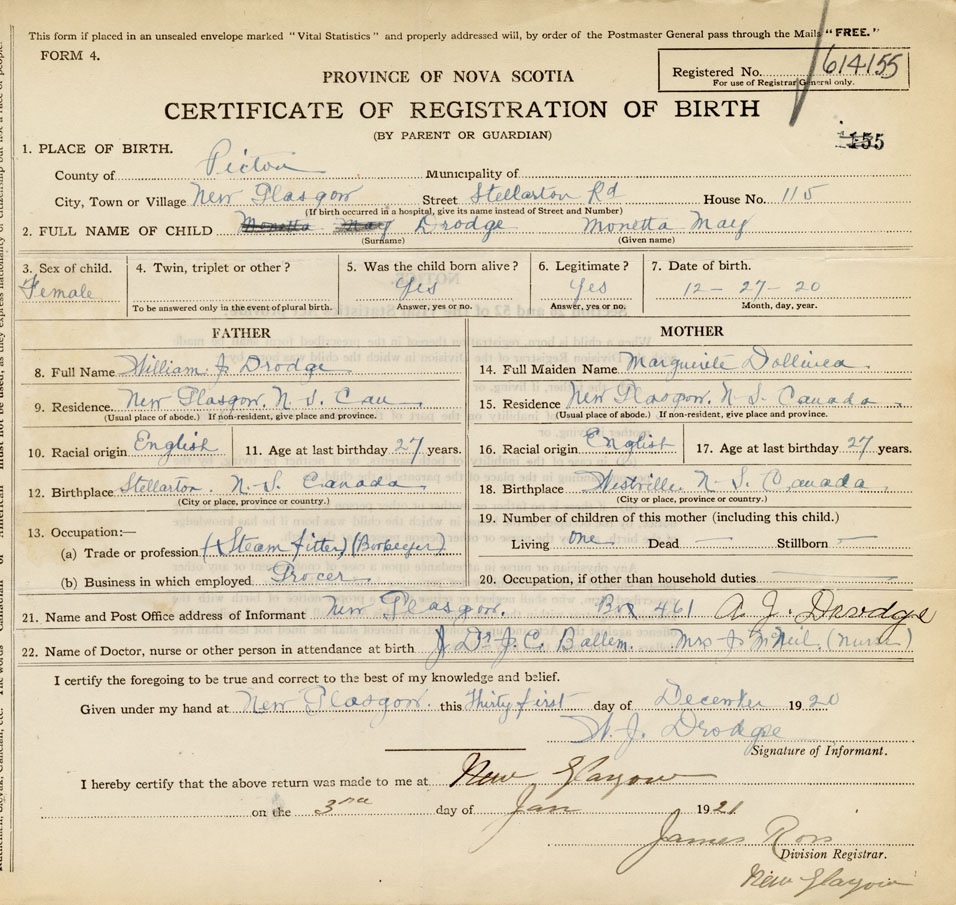 This form if placed in an unsealed envelope marked "Vital Statistics" and properly addressed will, by order of the Postmaster General pass through the Mails "FREE."
FORM 4.
Registered No. 614155
For use of Registrar General only.
PROVINCE OF NOVA SCOTIA
CERTIFICATE OF REGISTRATION OF BIRTH
(BY PARENT OR GUARDIAN)
155
1. PLACE OF BIRTH.
County of Pictou Municipality of
City, Town or Village New Glasgow Street Stellarton Rd House No. 115
(If birth occurred in a hospital, give its name instead of Street and Number)
2. FULL NAME OF CHILD Monetta May Drodge Monetta May
(Surname) (Given name)
3. Sex of child. Female
4. Twin, triplet or other?
To be answered only in the event of plural birth.
5. Was the child born alive? Yes
Answer, yes or no.
6. Legitimate? Yes
Answer, yes or no.
7. Date of birth. 12-27-20
Month, day, year.
FATHER
8. Full Name William J Drodge
9. Residence New Glasgow. N-S. Can
(Usual place of abode.) If non-resident, give place and province.
10. Racial origin English
11. Age at last birthday 27 years.
12. Birthplace Stellarton. N-S. Canada
(City or place, province or country.)
13. Occupation:—
(a) Trade or profession (Steam fitter)
(b) Business in which employed Grocer
MOTHER
14. Full Maiden Name Marguerite
15. Residence New Glasgow. N-S. Canada
(Usual place of abode.) If non-resident, give place and province.
16. Racial origin English
17. Age at last birthday 27 years.
18. Birthplace Westville. N-S. Canada
(City or place, province or country.)
19. Number of children of this mother (including this child.)
Living one Dead — Stillborn —
20. Occupation, if other than household duties —
21. Name and Post Office address of Informant New Glasgow. Box 461 A. J. Drodge
22. Name of Doctor, nurse or other person in attendance at birth Dr J. C. Ballem. Mrs J McNeil (Nurse)
I certify the foregoing to be true and correct to the best of my knowledge and belief.
Given under my hand at New Glasgow. this Thirty first day of December 1920
W. J. Drodge
Signature of Informant.
I hereby certify that the above return was made to me at New Glasgow
on the 3rd day of Jan 1921
James Ross
Division Registrar.
New Glasgow